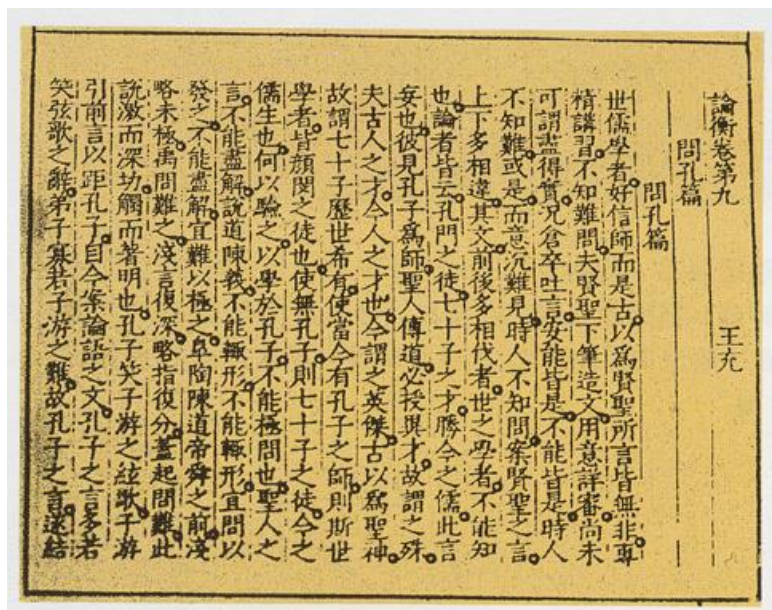 論衡卷第九 王充
問孔篇
問孔篇
世儒學者好信師而是古以爲賢聖所言皆無非專
精講習不知難問夫賢聖下筆造文用意詳審尚未
可謂盡得實況倉卒吐言安能皆是不能皆是時人
不知難或是而意沉難見時人不知問案賢聖之言
上下多相違其文前後多相伐者世之學者不能知
也論者皆云孔門之徒七十子之才勝今之儒此言
妄也彼見孔子爲師聖人傳道必授異才故謂之殊
夫古人之才今人之才也今謂之英傑古以爲聖神
故謂七十子歷世希有使當今有孔子之師則斯世
學者皆顏閔之徒也使無孔子則七十子之徒今之
儒生也何以驗之以學於孔子不能極問也聖人之
言不能盡解說道陳義不能輒形不能輒形宜問以
發之不能盡解宜難以極之皐陶陳道帝舜之前淺
略未極禹問難之淺言復深略指復分蓋起問難此
說激而深切觸而著明也孔子笑子游之絃歌子游
引前言以距孔子自今案論語之文孔子之言多若
笑弦歌之辭弟子寡若子游之難故孔子之言遂結